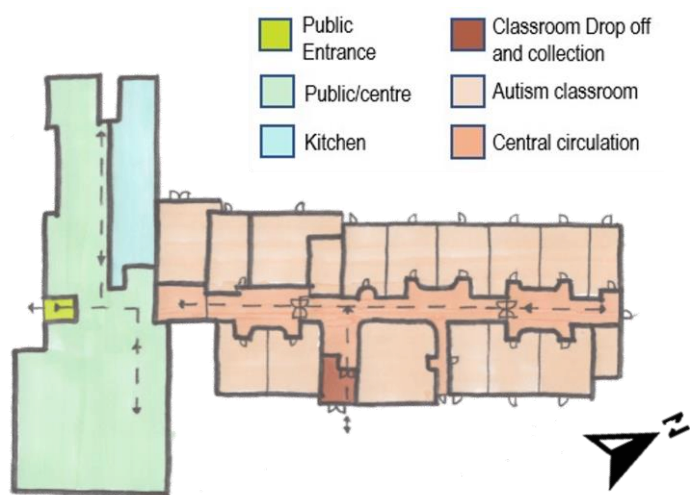 Public
Entrance
Classroom Drop off
and collection
Public/centre
Autism classroom
Kitchen
Central circulation
N